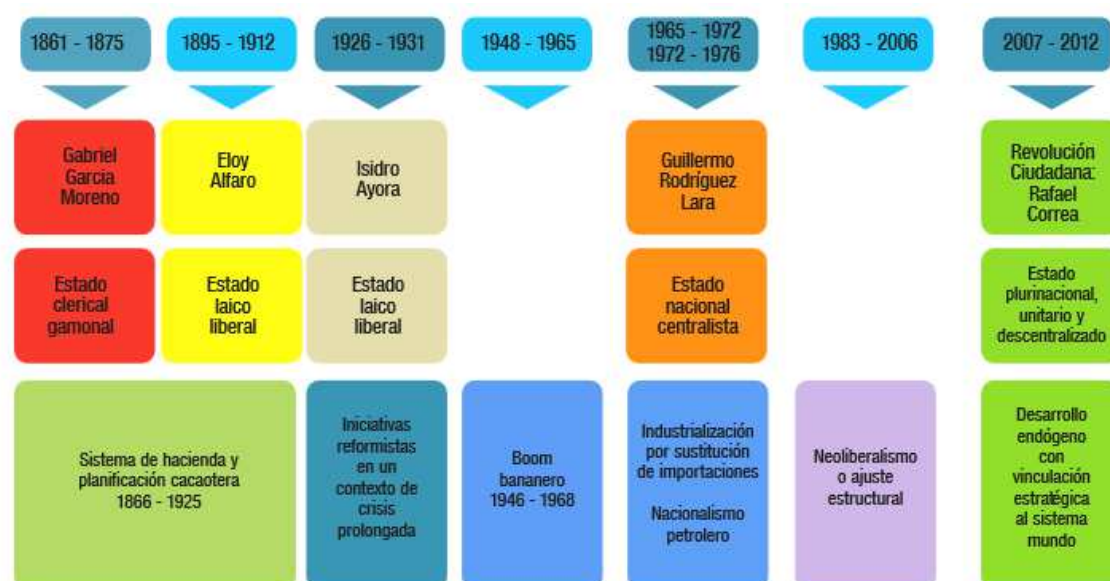 1861 - 1875
1895 - 1912
1926 - 1931
1948 - 1965
1965 - 1972
1972 - 1976
1983 - 2006
2007 - 2012
Gabriel
Garcia
Moreno
Eloy
Alfaro
Isidro
Ayora
Guillermo
Rodríguez
Lara
Revolución
Ciudadana:
Rafael
Correa
Estado
clerical
gamonal
Estado
laico
liberal
Estado
laico
liberal
Estado
nacional
centralista
Estado
plurinacional,
unitario y
descentralizado
Sistema de hacienda y
planificación cacaotera
1866 - 1925
Iniciativas
reformistas
en un
contexto de
crisis
prolongada
Boom
bananero
1946 - 1968
Industrialización
por sustitución
de importaciones
Nacionalismo
petrolero
Neoliberalismo
o ajuste
estructural
Desarrollo
endógeno
con
vinculación
estratégica
al sistema
mundo